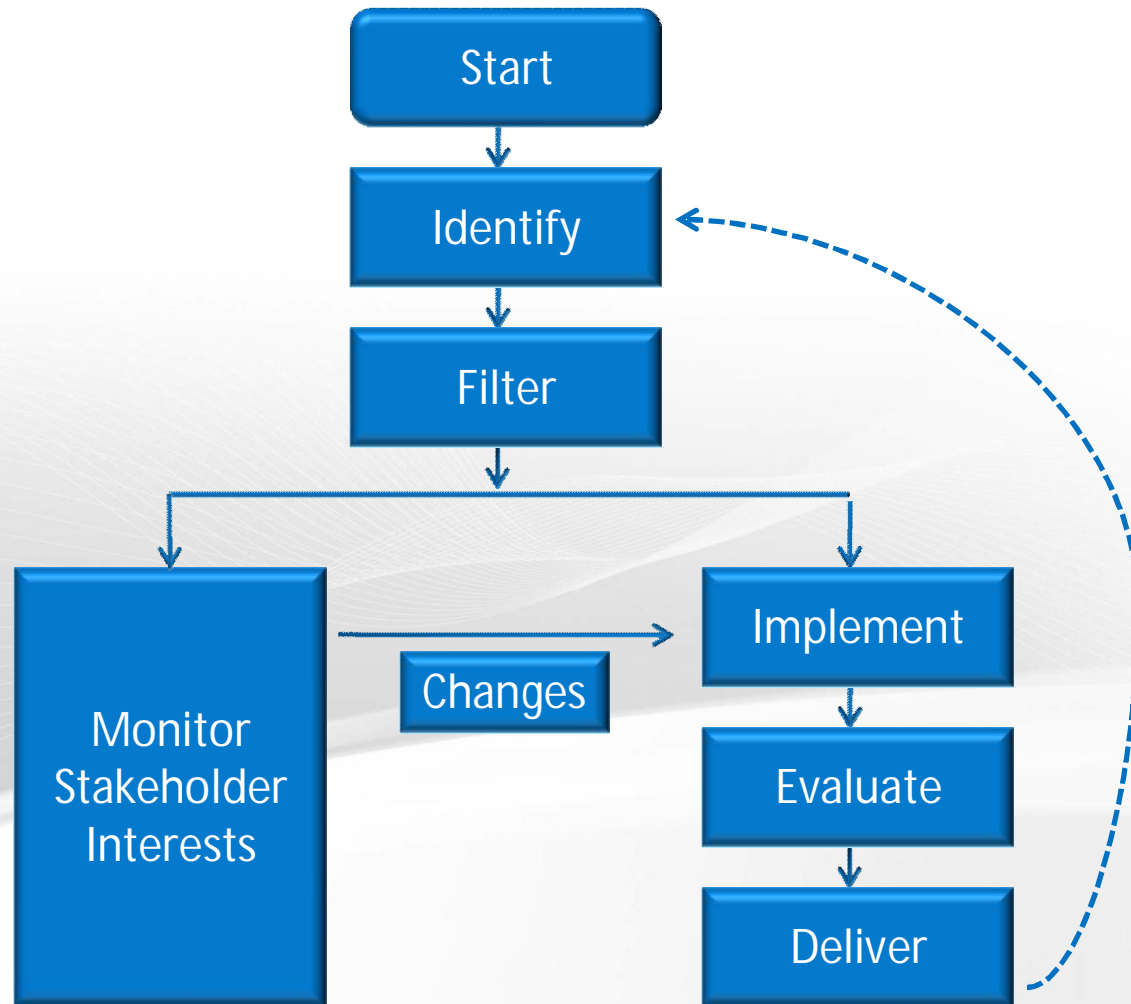 Start
Identify
Filter
Implement
Changes
Monitor
Stakeholder
Interests
Evaluate
Deliver